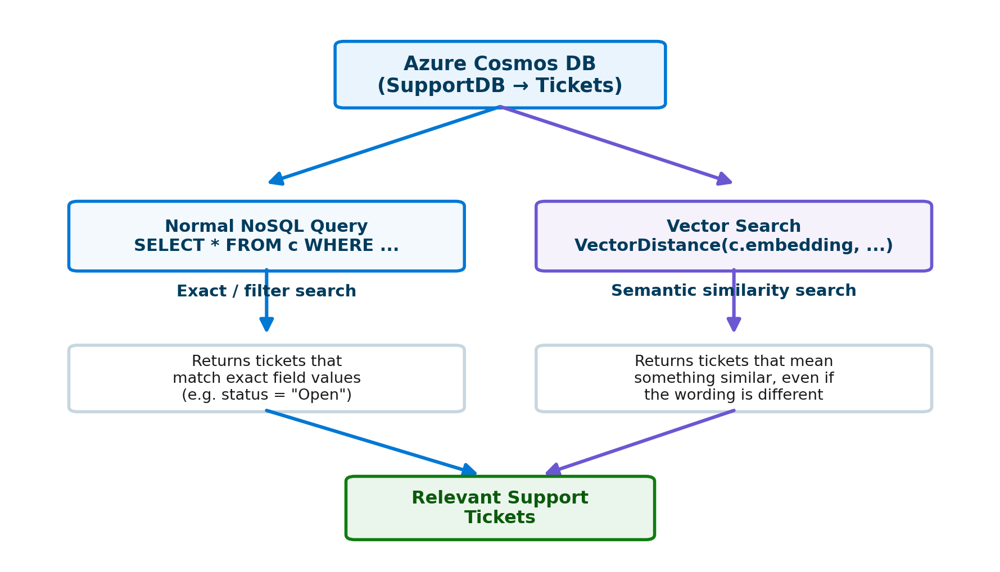 Azure Cosmos DB
(SupportDB → Tickets)
Normal NoSQL Query
SELECT * FROM c WHERE ...
Vector Search
VectorDistance(c.embedding, ...)
Exact / filter search
Semantic similarity search
Returns tickets that
match exact field values
(e.g. status = "Open")
Returns tickets that mean
something similar, even if
the wording is different
Relevant Support
Tickets